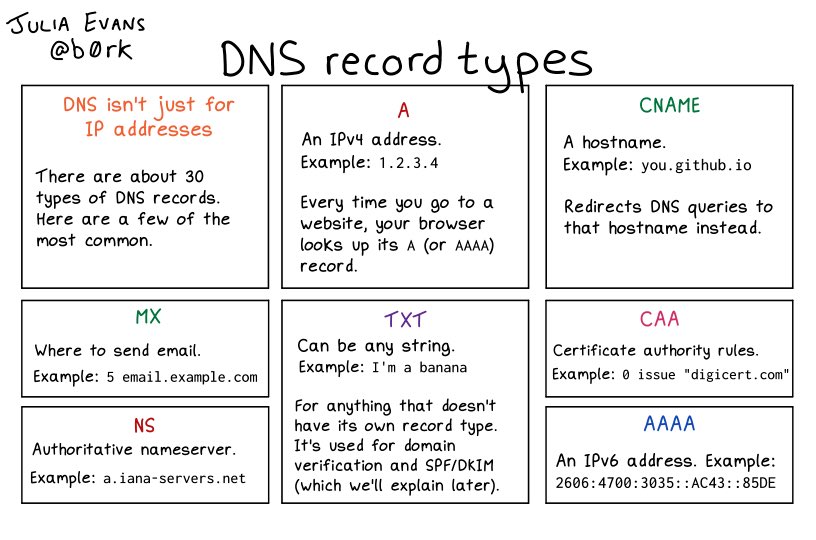 JULIA EVANS
@b0rk
DNS record types
DNS isn't just for
IP addresses
There are about 30
types of DNS records.
Here are a few of the
most common.
A
An IPv4 address.
Example: 1.2.3.4
Every time you go to a
website, your browser
looks up its A (or AAAA)
record.
CNAME
A hostname.
Example: you.github.io
Redirects DNS queries to
that hostname instead.
MX
Where to send email.
Example: 5 email.example.com
NS
Authoritative nameserver.
Example: a.iana-servers.net
TXT
Can be any string.
Example: I'm a banana
For anything that doesn't
have its own record type.
It's used for domain
verification and SPF/DKIM
(which we'll explain later).
CAA
Certificate authority rules.
Example: 0 issue "digicert.com"
AAAA
An IPv6 address. Example:
2606:4700:3035::AC43::85DE